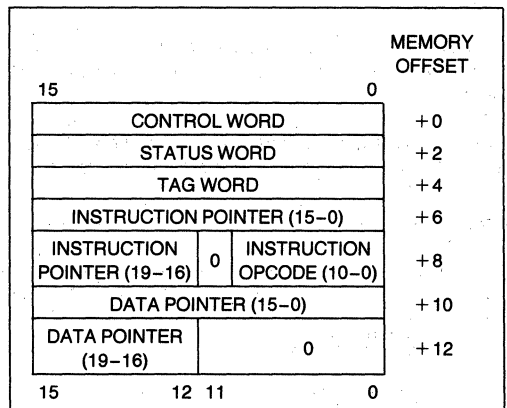 MEMORY
OFFSET
15 0
CONTROL WORD +0
STATUS WORD +2
TAG WORD +4
INSTRUCTION POINTER (15–0) +6
INSTRUCTION
POINTER (19–16)
0
INSTRUCTION
OPCODE (10–0)
+8
DATA POINTER (15–0) +10
DATA POINTER
(19–16)
0
+12
15 12 11 0